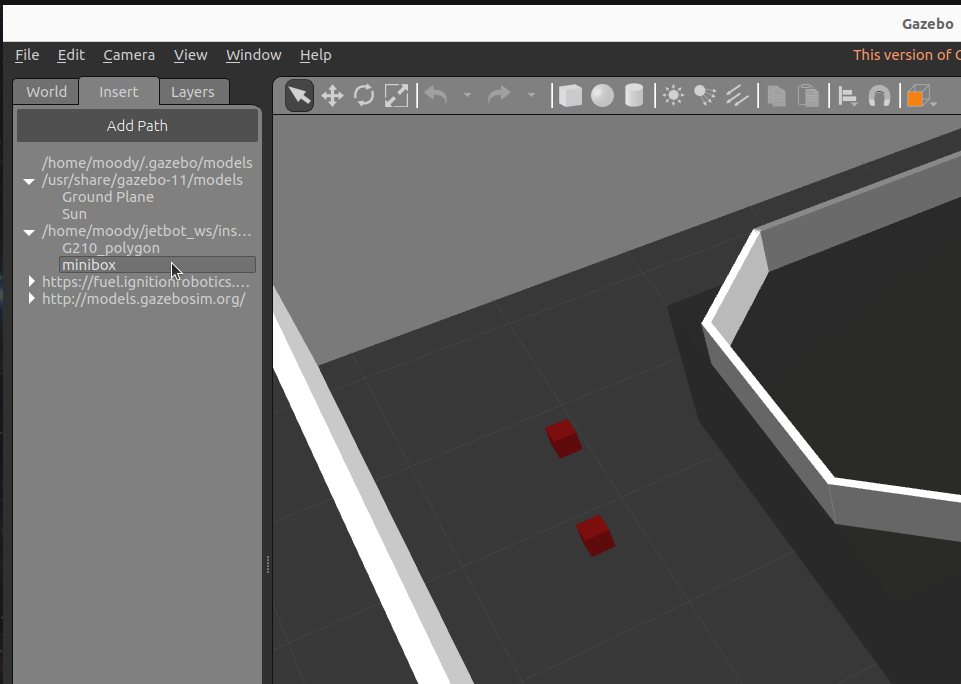 Gazebo
File Edit Camera View Window Help
This version of
World Insert Layers
Add Path
/home/moody/.gazebo/models
/usr/share/gazebo-11/models
Ground Plane
Sun
/home/moody/jetbot_ws/ins...
G210_polygon
minibox
https://fuel.ignitionrobotics....
http://models.gazebosim.org/